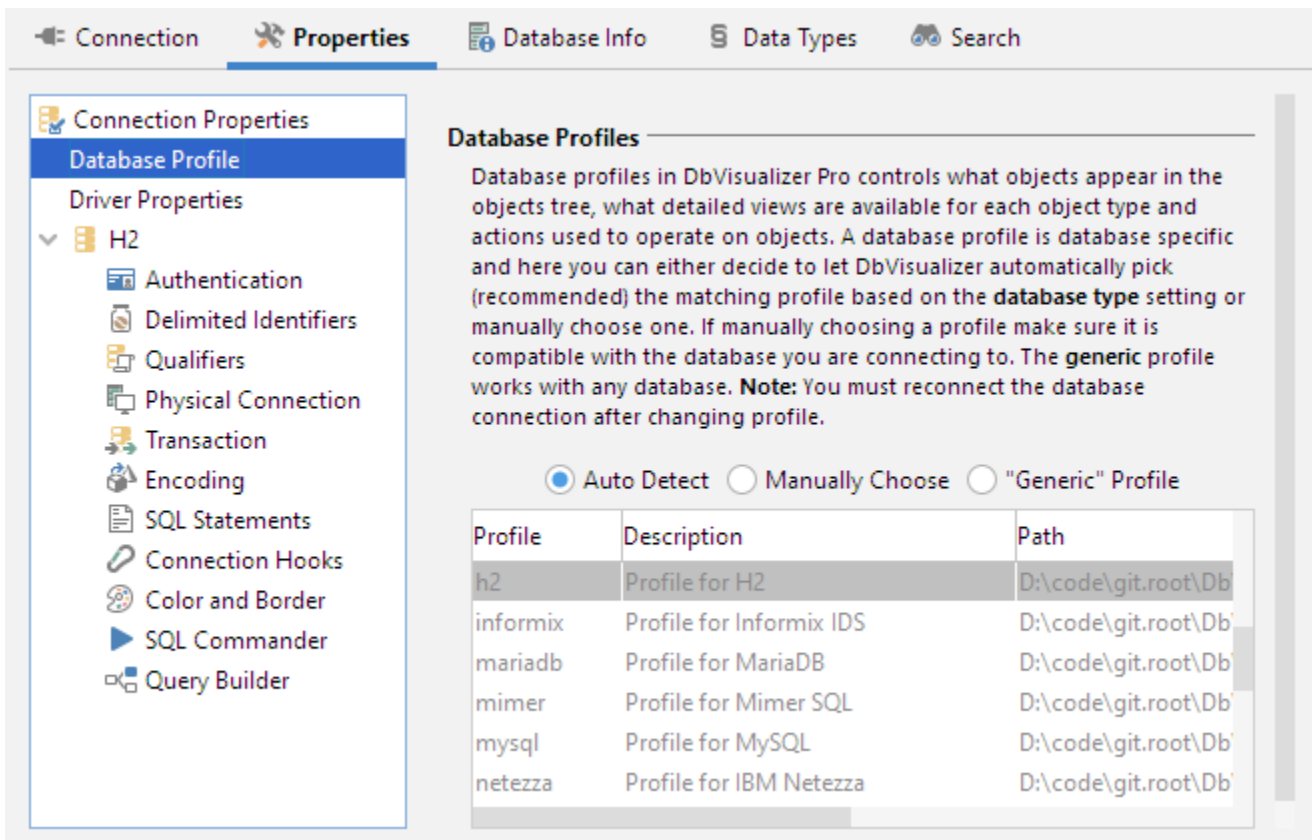 Connection Properties Database Info Data Types Search
Connection Properties
Database Profile
Driver Properties
H2
Authentication
Delimited Identifiers
Qualifiers
Physical Connection
Transaction
Encoding
SQL Statements
Connection Hooks
Color and Border
SQL Commander
Query Builder
Database Profiles
Database profiles in DbVisualizer Pro controls what objects appear in the
objects tree, what detailed views are available for each object type and
actions used to operate on objects. A database profile is database specific
and here you can either decide to let DbVisualizer automatically pick
(recommended) the matching profile based on the database type setting or
manually choose one. If manually choosing a profile make sure it is
compatible with the database you are connecting to. The generic profile
works with any database. Note: You must reconnect the database
connection after changing profile.
Auto Detect Manually Choose "Generic" Profile
Profile Description Path
h2 Profile for H2 D:\code\git.root\Db
informix Profile for Informix IDS D:\code\git.root\Db
mariadb Profile for MariaDB D:\code\git.root\Db
mimer Profile for Mimer SQL D:\code\git.root\Db
mysql Profile for MySQL D:\code\git.root\Db
netezza Profile for IBM Netezza D:\code\git.root\Db